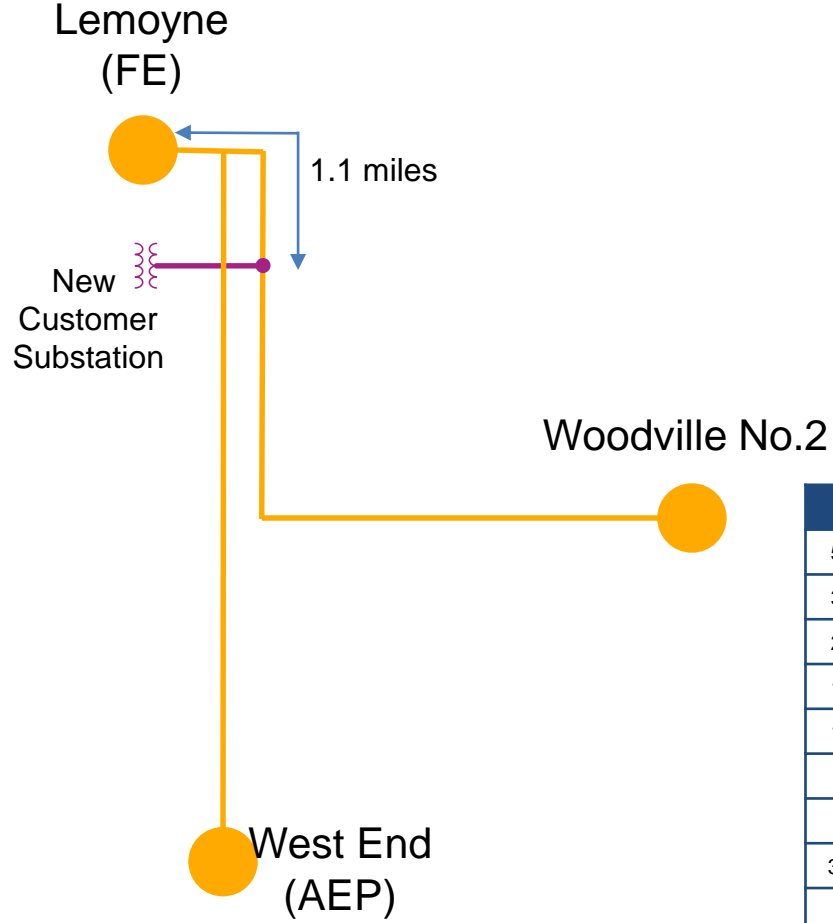 Lemoyne
(FE)
1.1 miles
New
Customer
Substation
Woodville No.2
West End
(AEP)